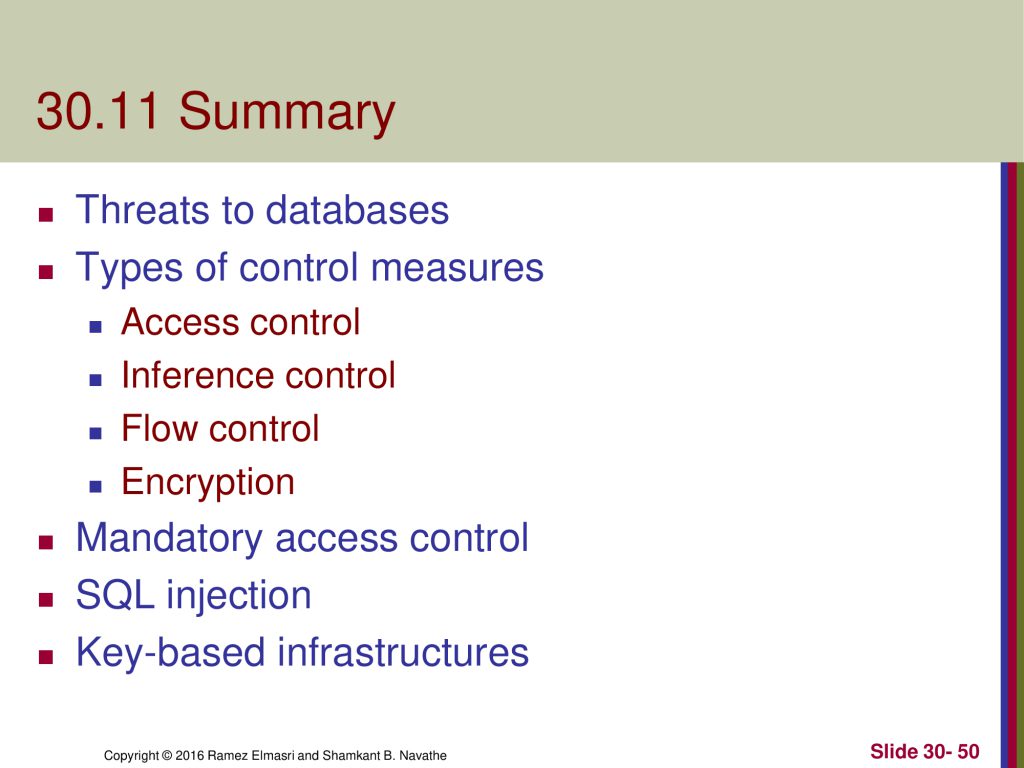 30.11 Summary
Threats to databases
Types of control measures
Access control
Inference control
Flow control
Encryption
Mandatory access control
SQL injection
Key-based infrastructures
Copyright © 2016 Ramez Elmasri and Shamkant B. Navathe
Slide 30- 50